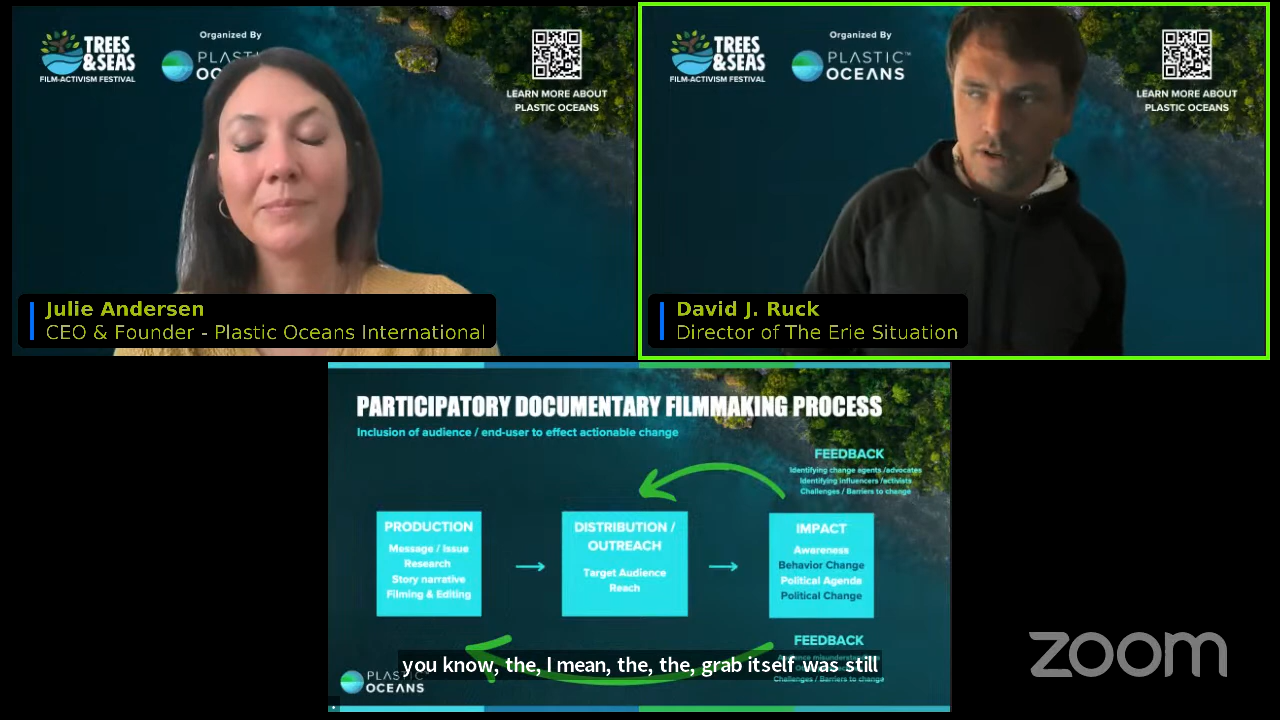 TREES
&SEAS
FILM-ACTIVISM FESTIVAL
Organized By
PLASTIC
OCEANS
LEARN MORE ABOUT
PLASTIC OCEANS
Julie Andersen
CEO & Founder - Plastic Oceans International
TREES
&SEAS
FILM-ACTIVISM FESTIVAL
Organized By
PLASTIC™
OCEANS
LEARN MORE ABOUT
PLASTIC OCEANS
David J. Ruck
Director of The Erie Situation
PARTICIPATORY DOCUMENTARY FILMMAKING PROCESS
Inclusion of audience / end-user to effect actionable change
FEEDBACK
Identifying change agents /advocates
Identifying influencers /activists
Challenges / Barriers to change
PRODUCTION
Message / Issue
Research
Story narrative
Filming & Editing
DISTRIBUTION /
OUTREACH
Target Audience
Reach
IMPACT
Awareness
Behavior Change
Political Agenda
Political Change
FEEDBACK
Challenges / Barriers to change
PLASTIC
OCEANS
you know, the, I mean, the, the, grab itself was still
zoom